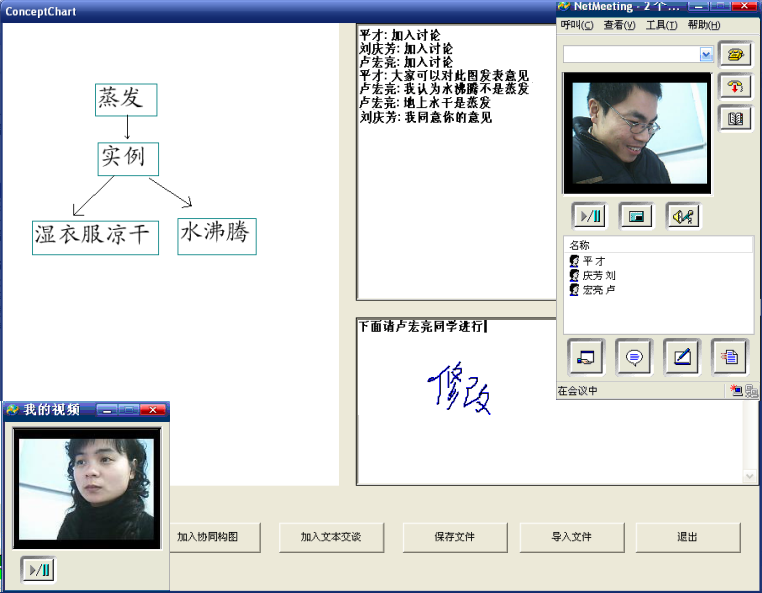 ConceptChart
蒸发
实例
湿衣服凉干
水沸腾
平才: 加入讨论
刘庆芳: 加入讨论
卢宏亮: 加入讨论
平才: 大家可以对此图发表意见
卢宏亮: 我认为水沸腾不是蒸发
卢宏亮: 地上水干是蒸发
刘庆芳: 我同意你的意见
下面请卢宏亮同学进行
修改
NetMeeting - 2 个...
呼叫(C) 查看(V) 工具(T) 帮助(H)
名称
平 才
庆芳 刘
宏亮 卢
在会议中
我的视频
加入协同构图
加入文本交谈
保存文件
导入文件
退出